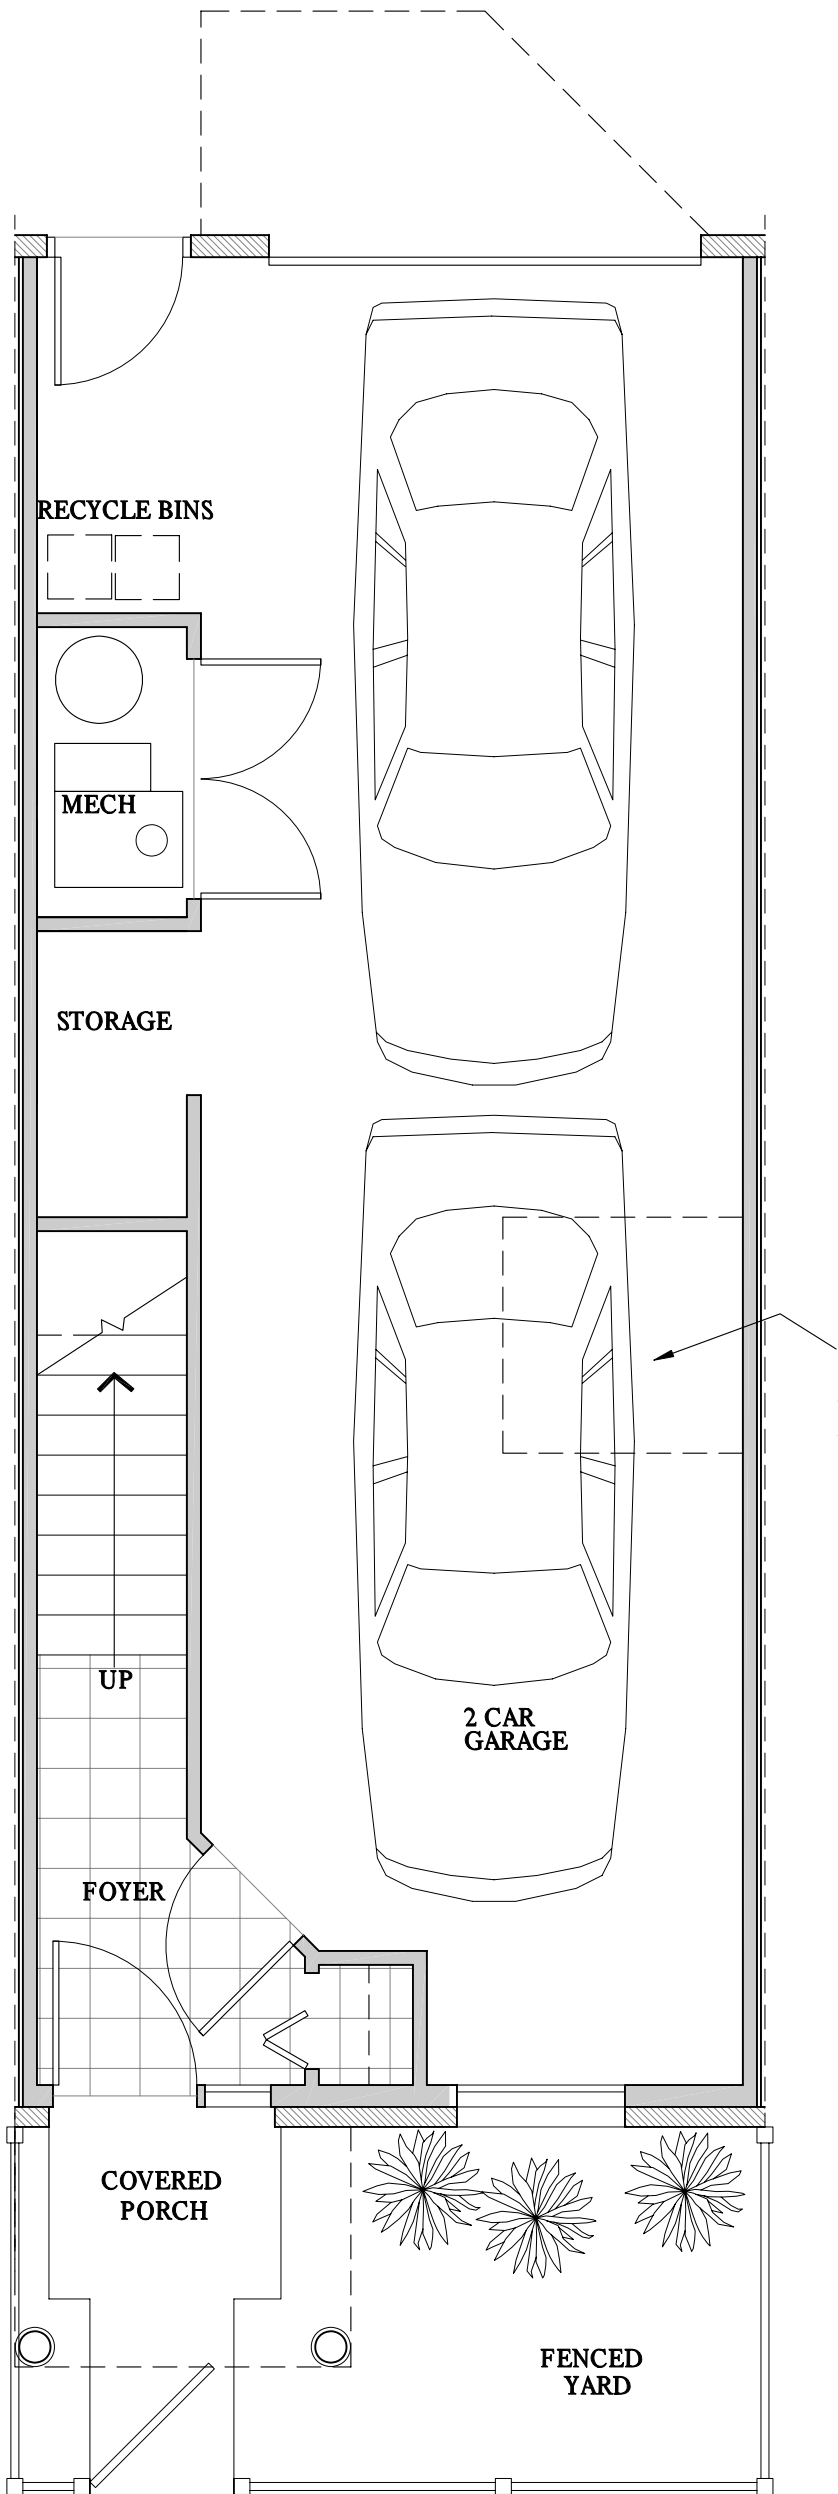 RECYCLE BINS
MECH
STORAGE
UP
2 CAR
GARAGE
FOYER
COVERED
PORCH
FENCED
YARD